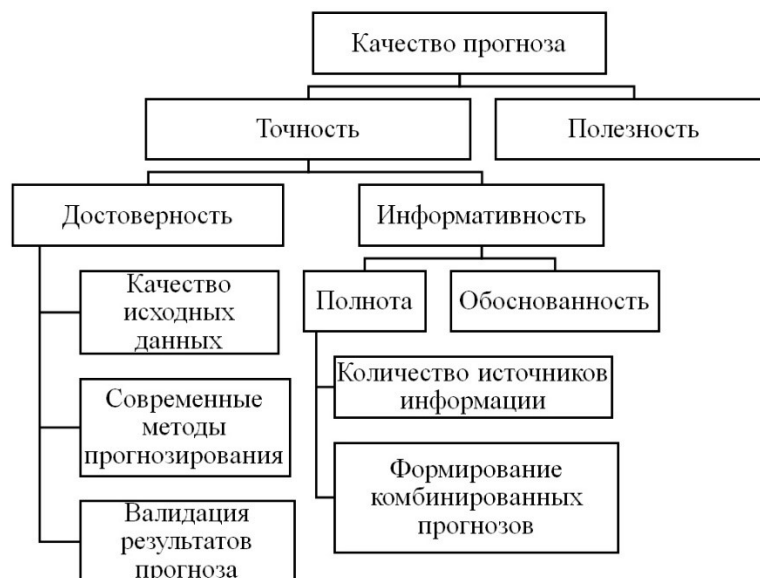 Качество прогноза
Точность
Полезность
Достоверность
Информативность
Качество
исходных
данных
Полнота
Обоснованность
Современные
методы
прогнозирования
Количество источников
информации
Валидация
результатов
прогноза
Формирование
комбинированных
прогнозов